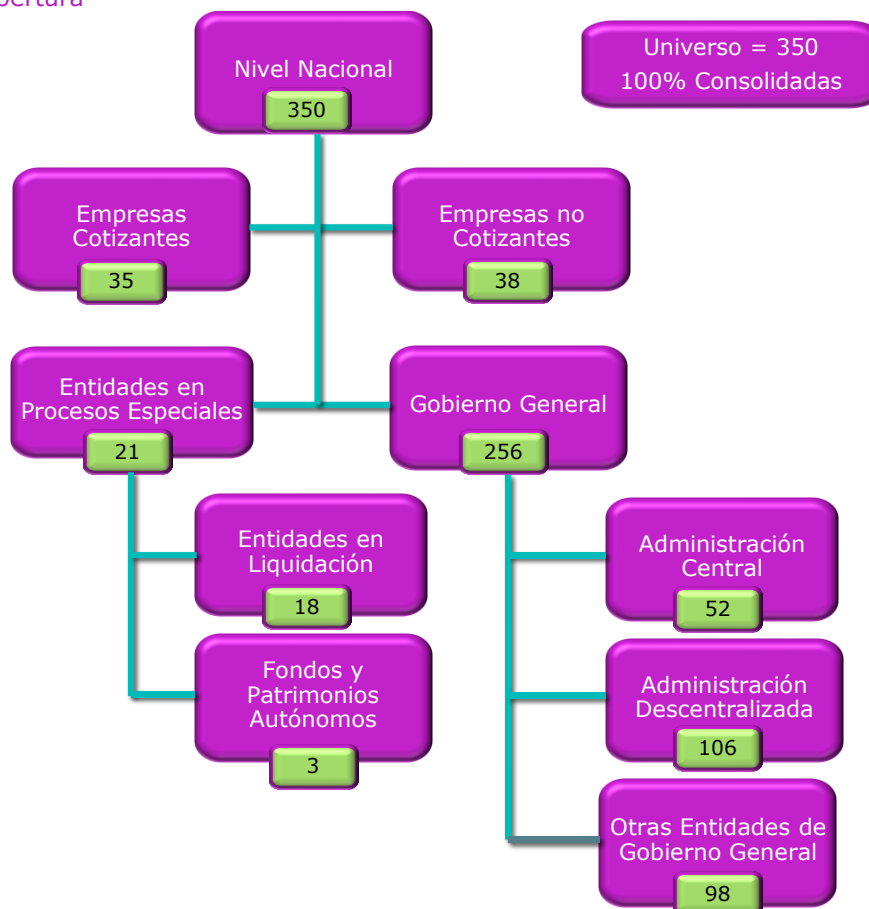 Nivel Nacional
350
Universo = 350
100% Consolidadas
Empresas
Cotizantes
35
Empresas no
Cotizantes
38
Entidades en
Procesos Especiales
21
Gobierno General
256
Entidades en
Liquidación
18
Fondos y
Patrimonios
Autónomos
3
Administración
Central
52
Administración
Descentralizada
106
Otras Entidades de
Gobierno General
98